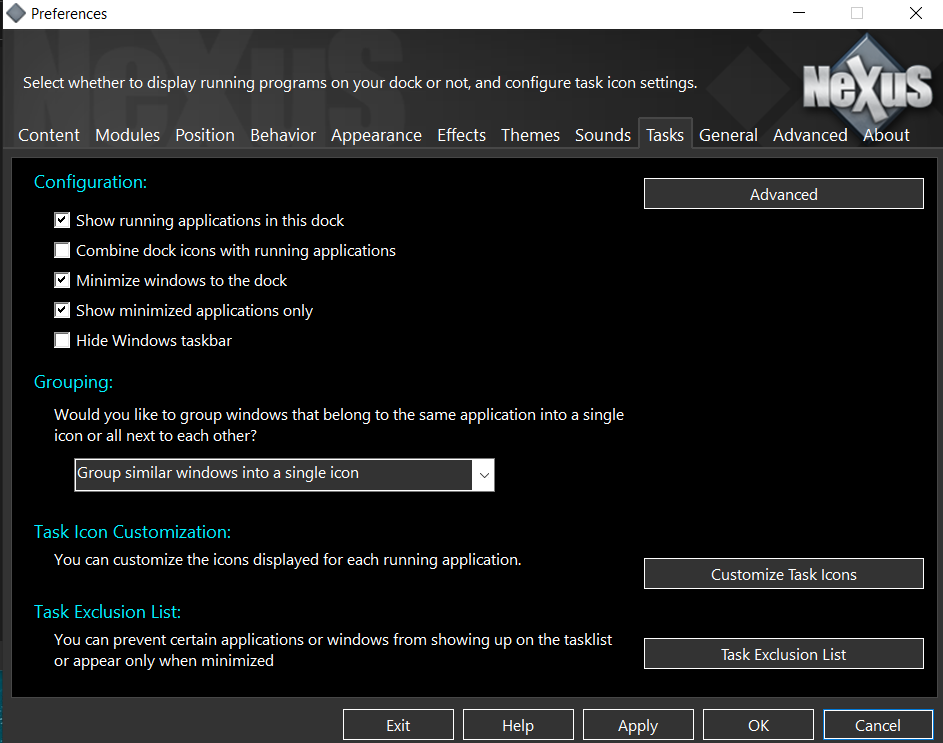 Preferences
Select whether to display running programs on your dock or not, and configure task icon settings.
NeXuS
Content Modules Position Behavior Appearance Effects Themes Sounds Tasks General Advanced About
Configuration:
Advanced
Show running applications in this dock
Combine dock icons with running applications
Minimize windows to the dock
Show minimized applications only
Hide Windows taskbar
Grouping:
Would you like to group windows that belong to the same application into a single
icon or all next to each other?
Group similar windows into a single icon
Task Icon Customization:
You can customize the icons displayed for each running application.
Customize Task Icons
Task Exclusion List:
You can prevent certain applications or windows from showing up on the tasklist
or appear only when minimized
Task Exclusion List
Exit Help Apply OK Cancel